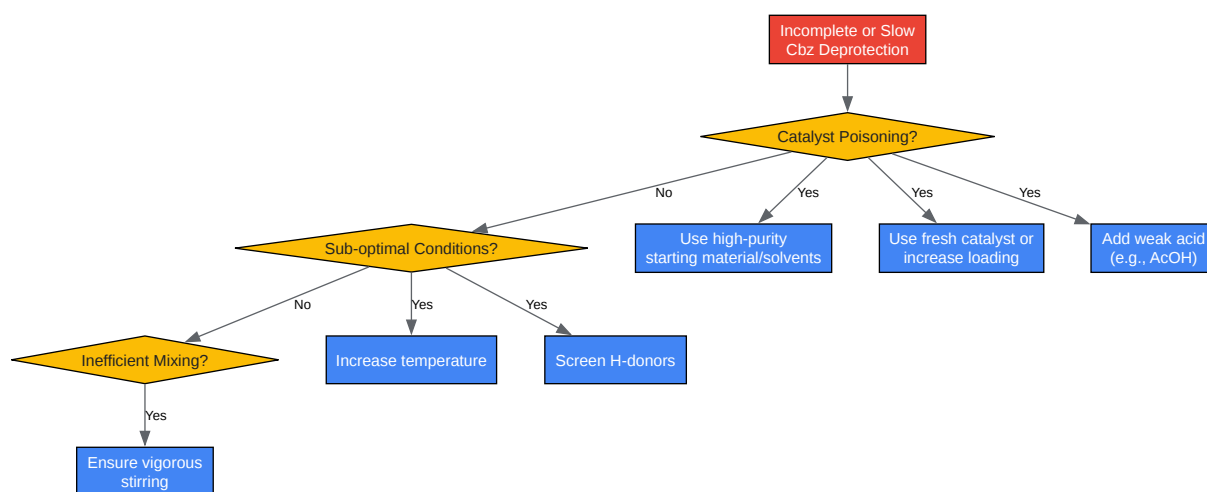 Incomplete or Slow
Cbz Deprotection
Catalyst Poisoning?
No
Yes
Yes
Yes
Sub-optimal Conditions?
Use high-purity
starting material/solvents
Use fresh catalyst or
increase loading
Add weak acid
(e.g., AcOH)
No
Yes
Yes
Inefficient Mixing?
Increase temperature
Screen H-donors
Yes
Ensure vigorous
stirring